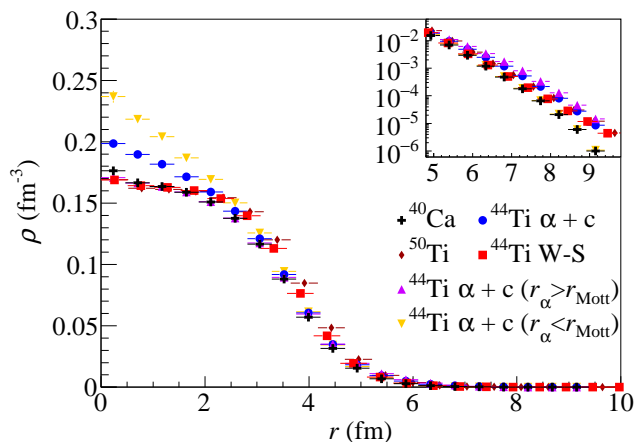 0.3
0.25
0.2
0.15
0.1
0.05
0
ρ (fm⁻³)
0 2 4 6 8 10
r (fm)
10⁻²
10⁻³
10⁻⁴
10⁻⁵
10⁻⁶
5 6 7 8 9
⁴⁰Ca
⁴⁴Ti α + c
⁵⁰Ti
⁴⁴Ti W-S
⁴⁴Ti α + c (r_α>r_Mott)
⁴⁴Ti α + c (r_α<r_Mott)